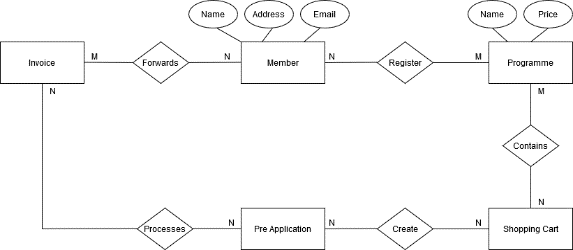 Name Address Email Name Price
Invoice M Forwards N Member N Register M Programme
N M
Contains
N
Processes N Pre Application N Create N Shopping Cart